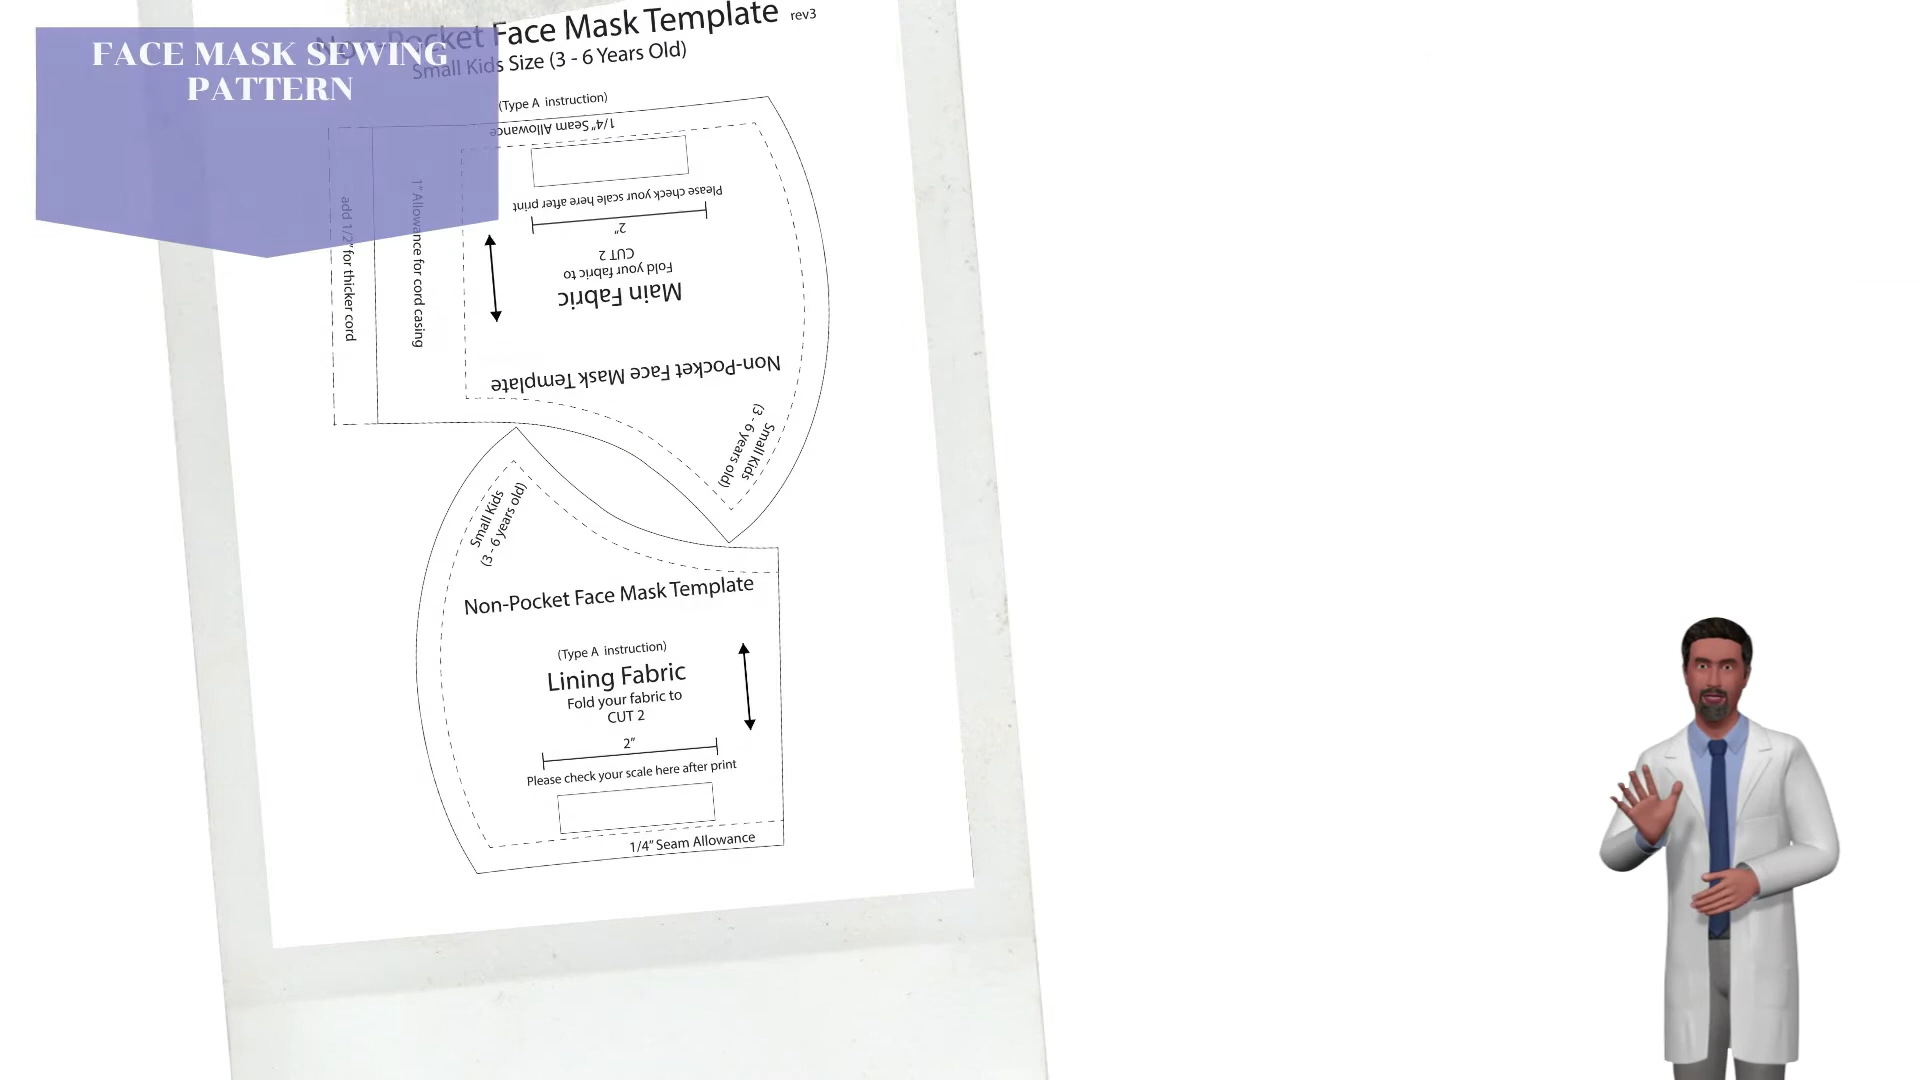 FACE MASK SEWING
PATTERN
Non-Pocket Face Mask Template rev3
Small Kids Size (3 - 6 Years Old)
(Type A instruction)
1/4" Seam Allowance
Please check your scale here after print
2"
CUT 2
Fold your fabric to
Main Fabric
Non-Pocket Face Mask Template
Small Kids
(3 - 6 years old)
add 1/2" for thicker cord
1" Allowance for cord casing
Small Kids
(3 - 6 years old)
Non-Pocket Face Mask Template
(Type A instruction)
Lining Fabric
Fold your fabric to
CUT 2
2"
Please check your scale here after print
1/4" Seam Allowance